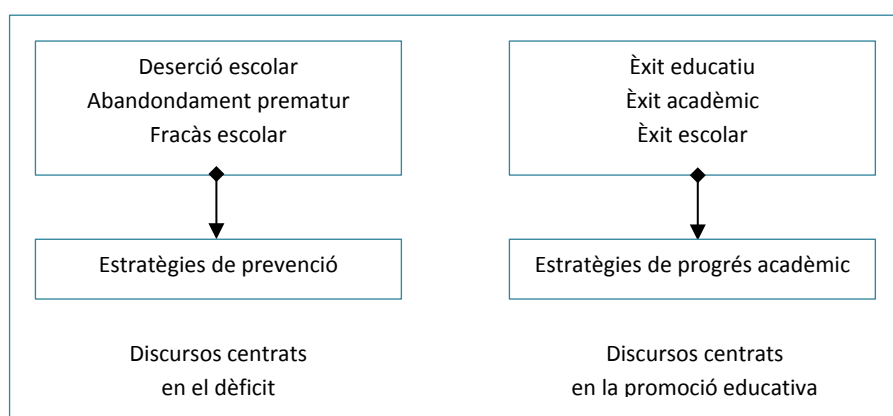 Deserció escolar
Abandondament prematur
Fracàs escolar
Estratègies de prevenció
Discursos centrats
en el dèficit
Èxit educatiu
Èxit acadèmic
Èxit escolar
Estratègies de progrés acadèmic
Discursos centrats
en la promoció educativa